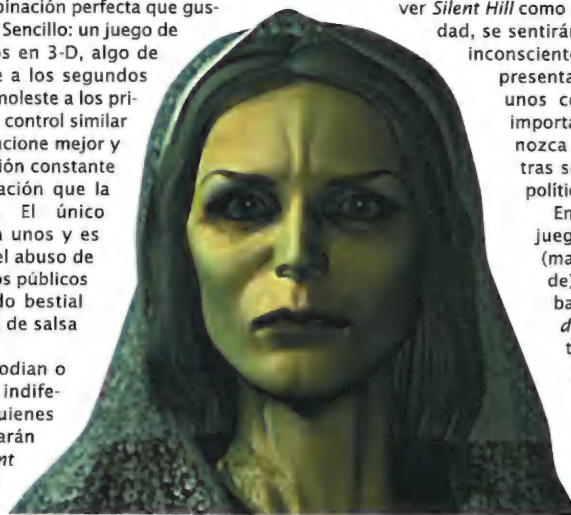 binación perfecta que gus-
Sencillo: un juego de
os en 3-D, algo de
e a los segundos
moleste a los pri-
control similar
cione mejor y
ión constante
ación que la
El único
unos y es
el abuso de
os públicos
do bestial
de salsa
odian o
indife-
uienes
arán
nt
ver Silent Hill como
dad, se sentirán
inconsciente
presenta
unos co
importa
nozca
tras se
polític
En
jueg
(ma
de)
ba
d
t